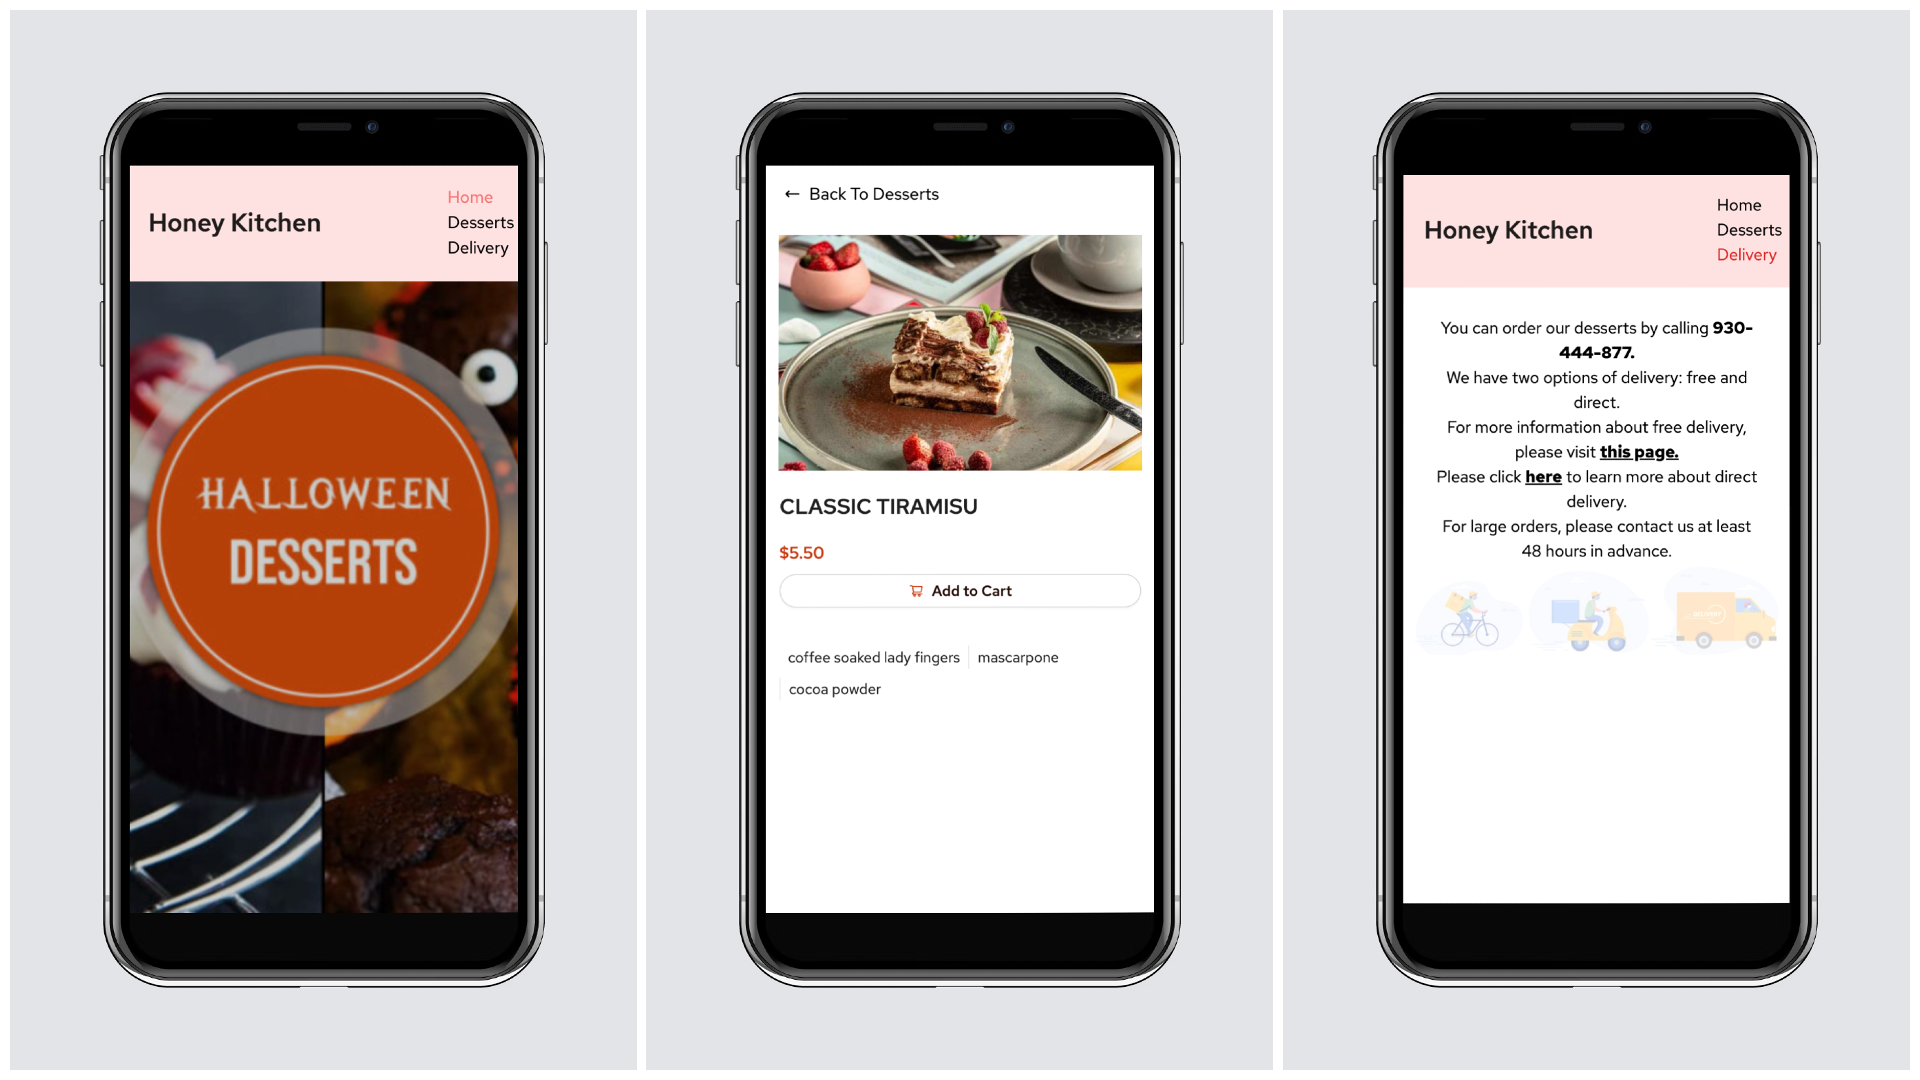 Honey Kitchen
Home
Desserts
Delivery
HALLOWEEN
DESSERTS
← Back To Desserts
CLASSIC TIRAMISU
$5.50
Add to Cart
coffee soaked lady fingers
mascarpone
cocoa powder
Honey Kitchen
Home
Desserts
Delivery
You can order our desserts by calling 930-
444-877.
We have two options of delivery: free and
direct.
For more information about free delivery,
please visit this page.
Please click here to learn more about direct
delivery.
For large orders, please contact us at least
48 hours in advance.